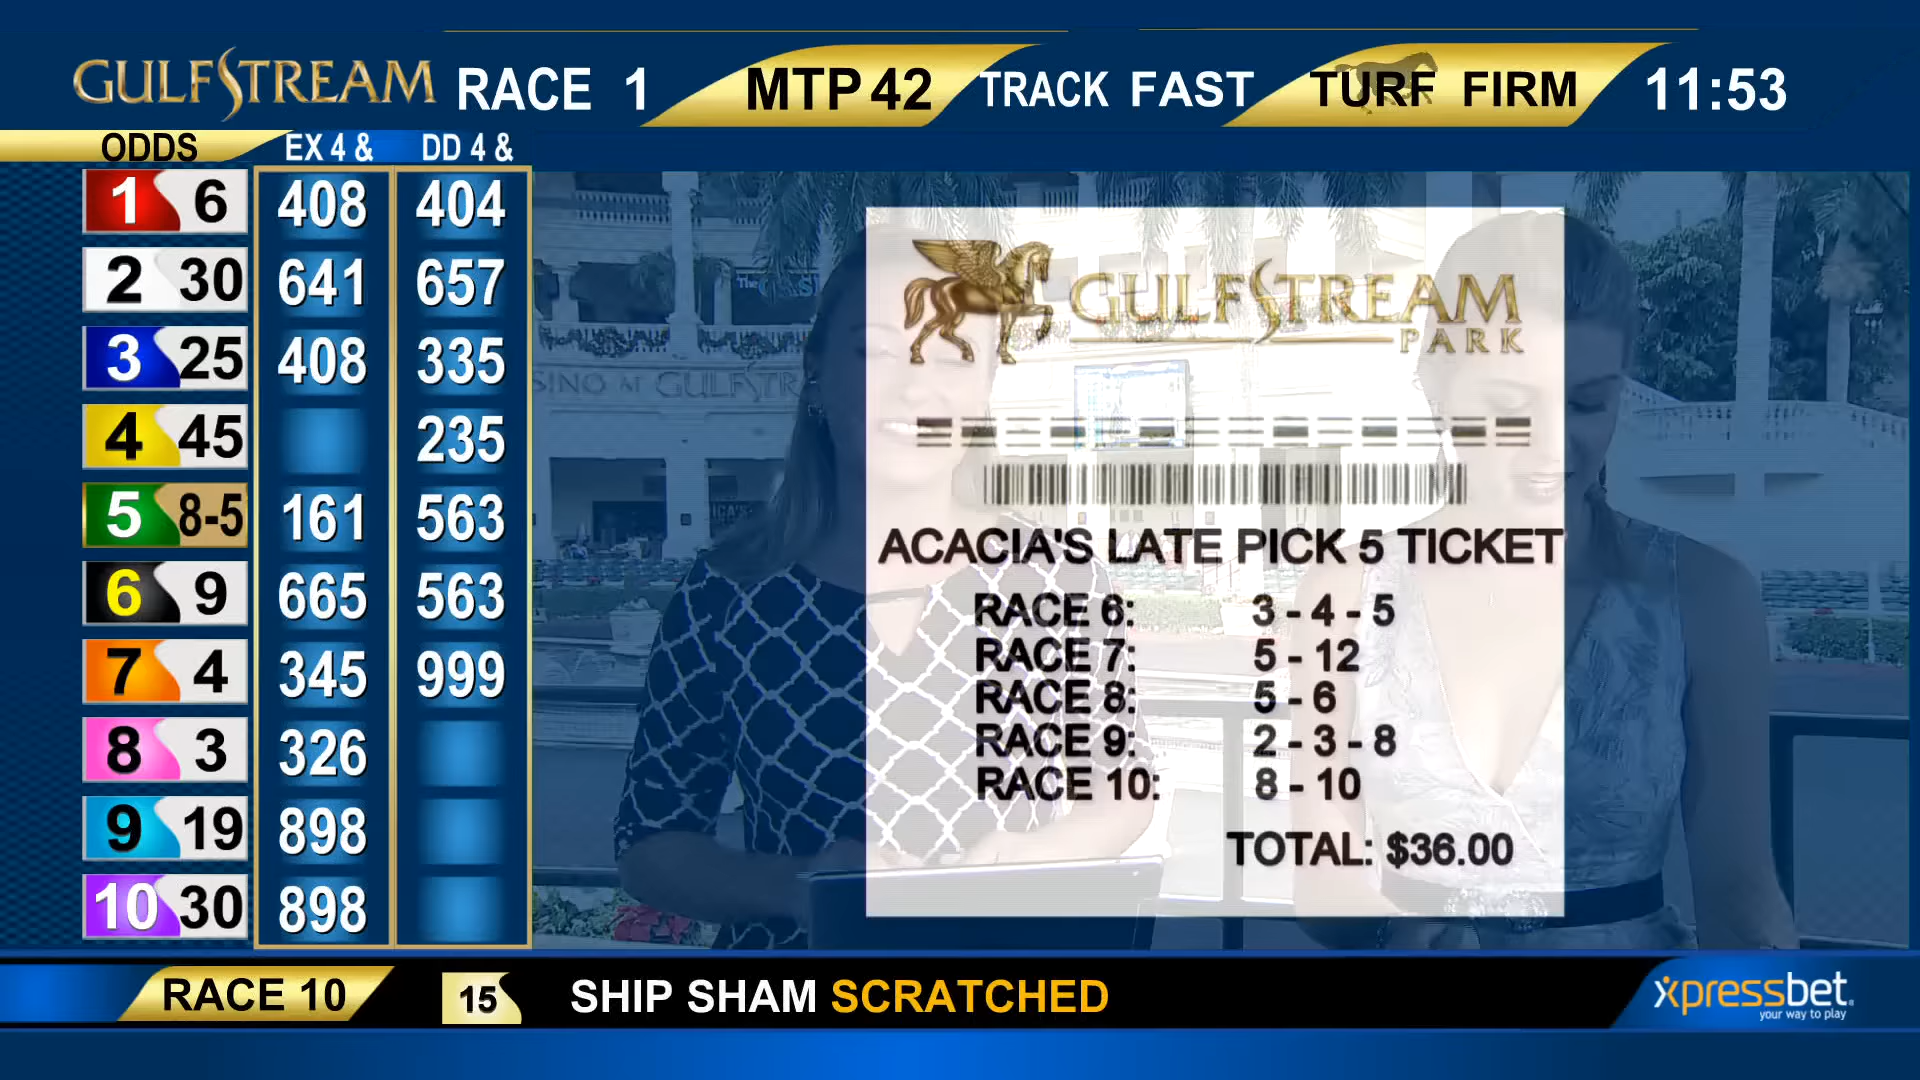 GULFSTREAM RACE 1 MTP 42 TRACK FAST TURF FIRM 11:53
ODDS EX 4 & DD 4 &
1 6 408 404
2 30 641 657
3 25 408 335
4 45 235
5 8-5 161 563
6 9 665 563
7 4 345 999
8 3 326
9 19 898
10 30 898
GULFSTREAM
PARK
ACACIA'S LATE PICK 5 TICKET
RACE 6: 3 - 4 - 5
RACE 7: 5 - 12
RACE 8: 5 - 6
RACE 9: 2 - 3 - 8
RACE 10: 8 - 10
TOTAL: $36.00
RACE 10 15 SHIP SHAM SCRATCHED
xpressbet.
your way to play